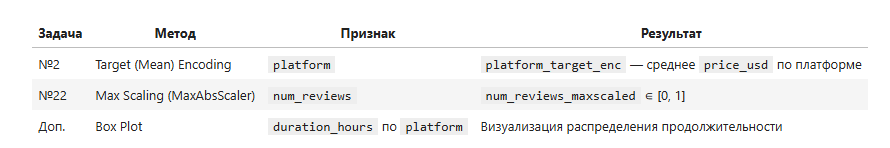 Задача Метод Признак Результат
№2 Target (Mean) Encoding platform platform_target_enc — среднее price_usd по платформе
№22 Max Scaling (MaxAbsScaler) num_reviews num_reviews_maxscaled ∈ [0, 1]
Доп. Box Plot duration_hours по platform Визуализация распределения продолжительности